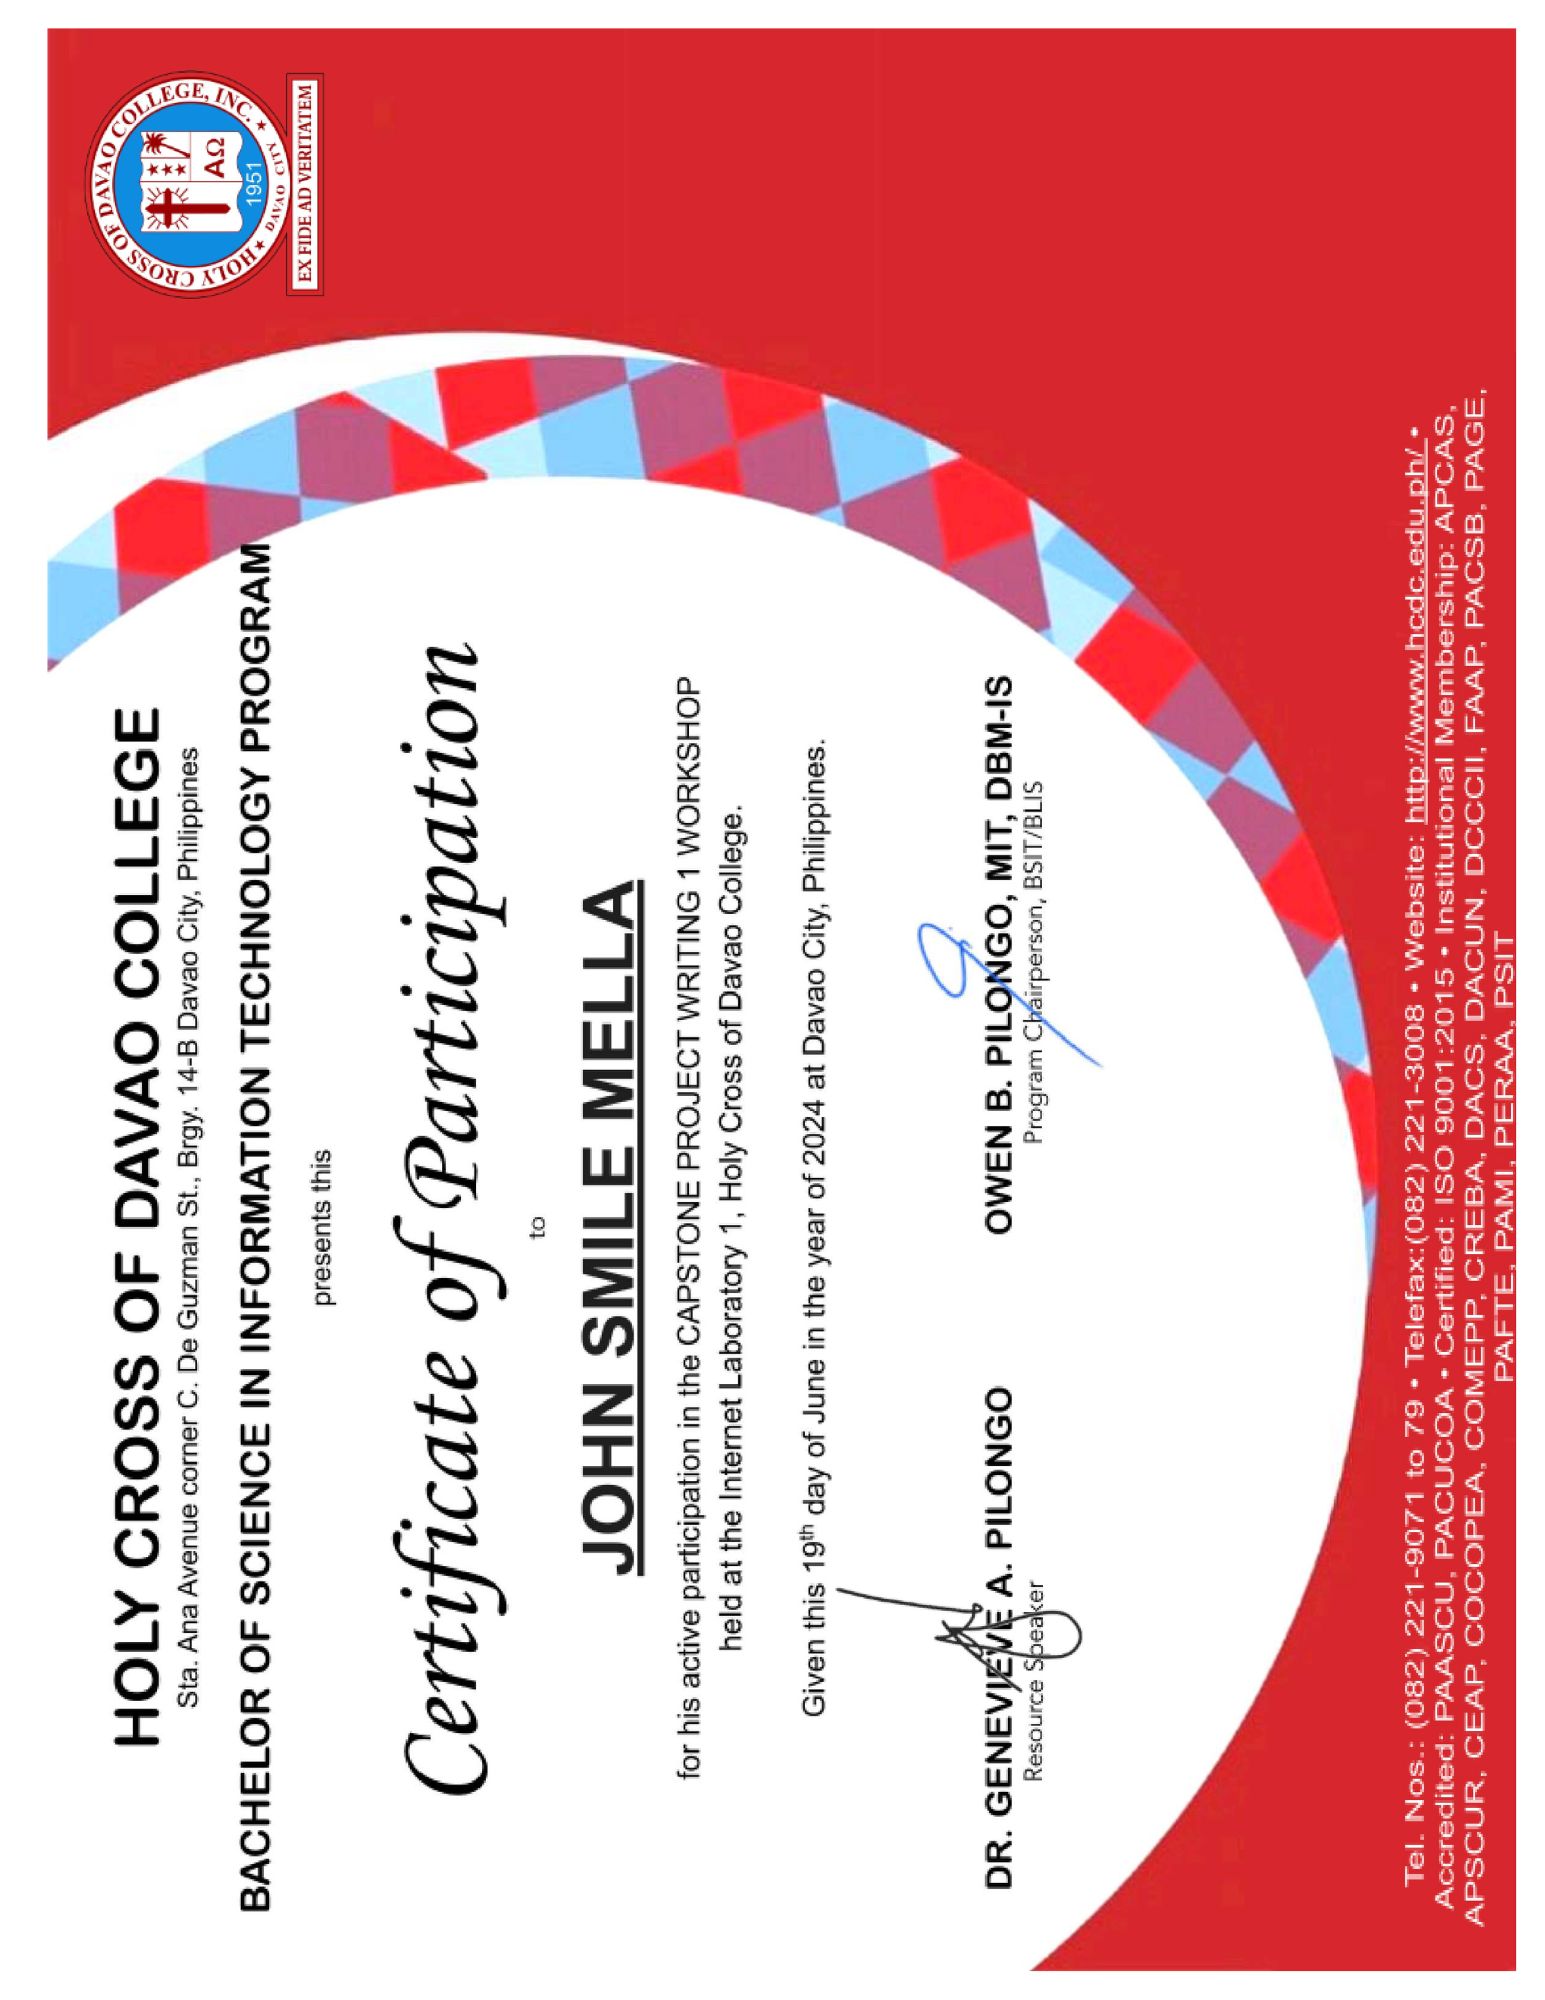 HOLY CROSS OF DAVAO COLLEGE
Sta. Ana Avenue corner C. De Guzman St., Brgy. 14-B Davao City, Philippines
BACHELOR OF SCIENCE IN INFORMATION TECHNOLOGY PROGRAM
presents this
Certificate of Participation
to
JOHN SMILE MELLA
for his active participation in the CAPSTONE PROJECT WRITING 1 WORKSHOP
held at the Internet Laboratory 1, Holy Cross of Davao College.
Given this 19th day of June in the year of 2024 at Davao City, Philippines.
DR. GENEVIEVE A. PILONGO
Resource Speaker
OWEN B. PILONGO, MIT, DBM-IS
Program Chairperson, BSIT/BLIS
HOLY CROSS OF DAVAO COLLEGE, INC.
ΑΩ
1951
DAVAO CITY
EX FIDE AD VERITATEM
Tel. Nos.: (082) 221-9071 to 79 • Telefax:(082) 221-3008 • Website: http://www.hcdc.edu.ph/ •
Accredited: PAASCU, PACUCOA • Certified: ISO 9001:2015 • Institutional Membership: APCAS,
APSCUR, CEAP, COCOPEA, COMEPP, CREBA, DACS, DACUN, DCCCII, FAAP, PACSB, PAGE,
PAFTE, PAMI, PERAA, PSIT